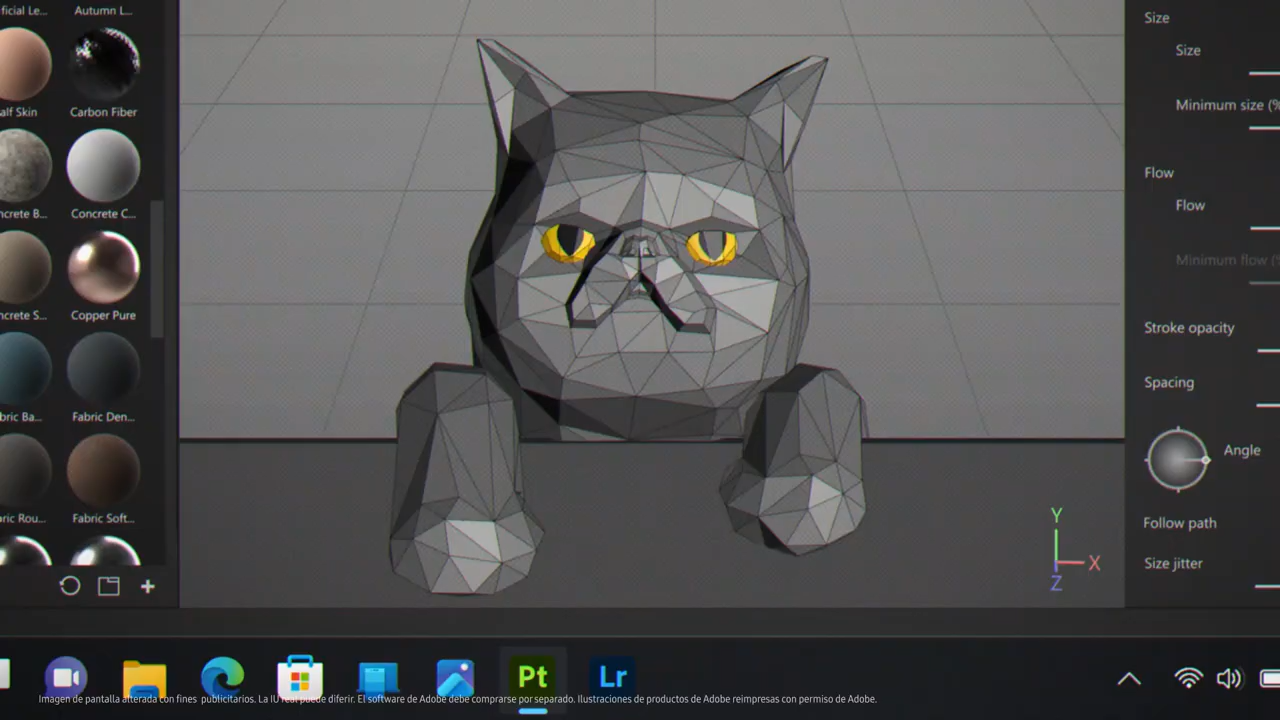 ficial Le...
Autumn L...
alf Skin
Carbon Fiber
ncrete B...
Concrete C...
ncrete S...
Copper Pure
bric Ba...
Fabric Den...
ric Rou...
Fabric Soft...
Size
Size
Minimum size (%
Flow
Flow
Minimum flow (%
Stroke opacity
Spacing
Angle
Follow path
Size jitter
Y
X
Z
Pt
Lr
Imagen de pantalla alterada con fines publicitarios. La IU real puede diferir. El software de Adobe debe comprarse por separado. Ilustraciones de productos de Adobe reimpresas con permiso de Adobe.